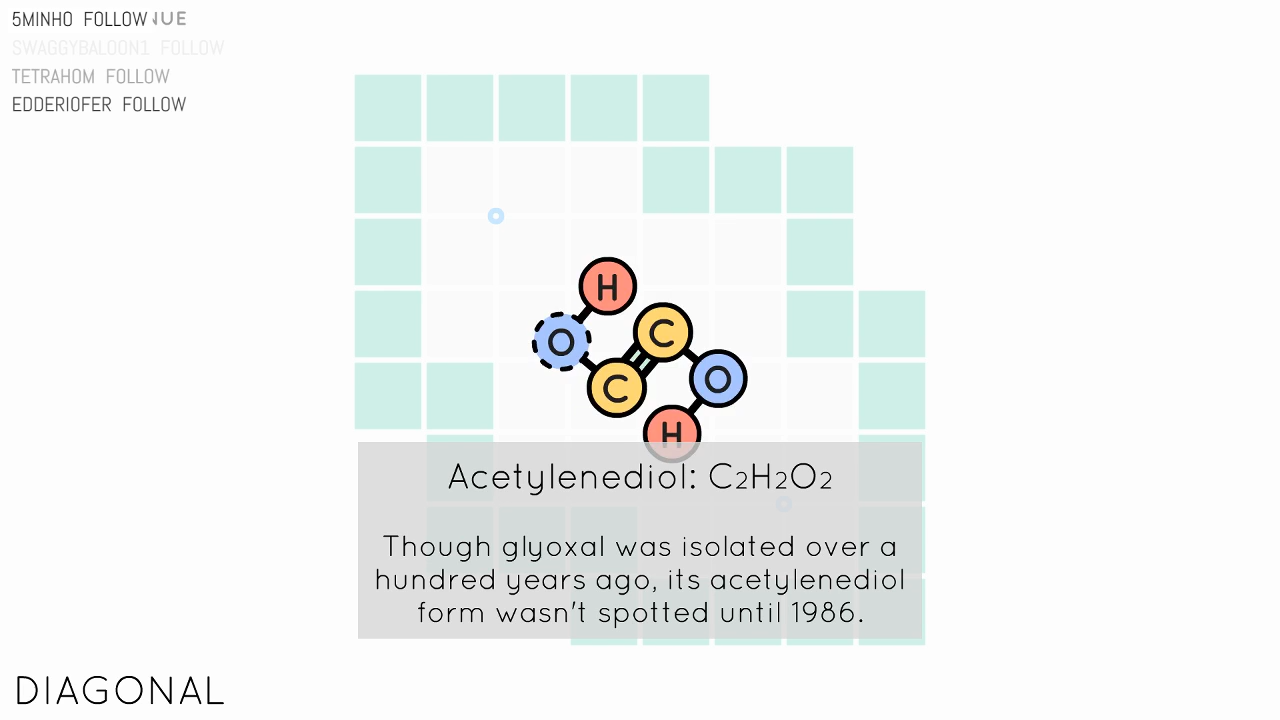 5MINHO FOLLOW
SWAGGYBALOON1 FOLLOW
TETRAHOM FOLLOW
EDDERIOFER FOLLOW
H
C
O
C
O
H
Acetylenediol: C2H2O2
Though glyoxal was isolated over a
hundred years ago, its acetylenediol
form wasn't spotted until 1986.
DIAGONAL